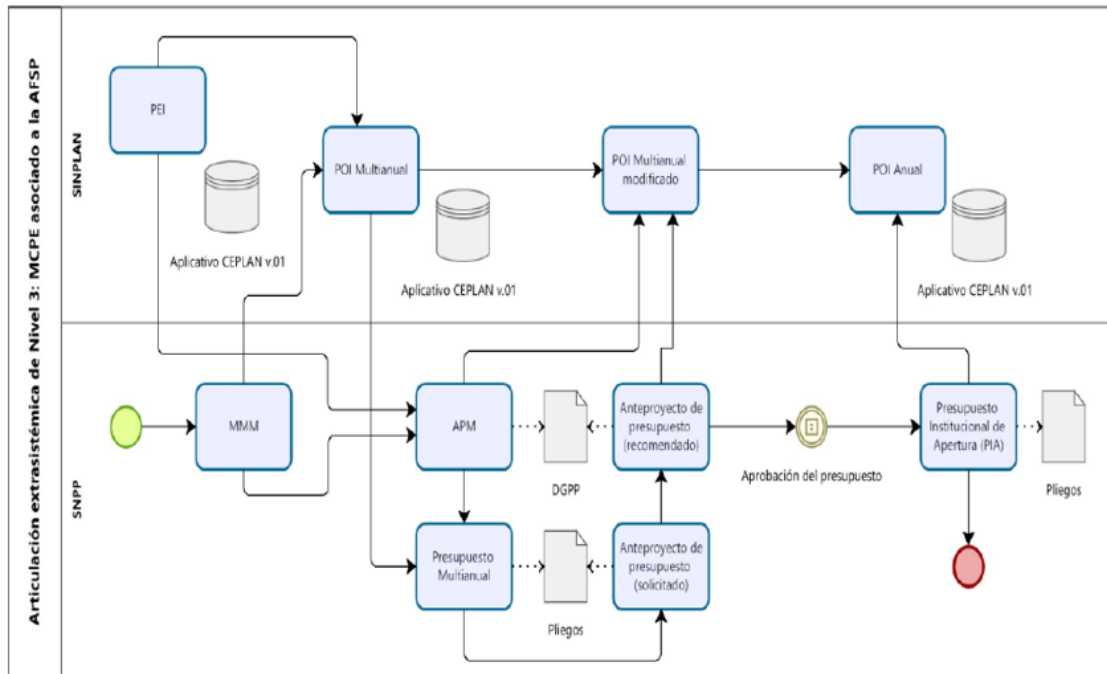 Articulación extrasistémica de Nivel 3: MCPE asociado a la AFSP
SINPLAN
PEI
Aplicativo CEPLAN v.01
POI Multianual
Aplicativo CEPLAN v.01
POI Multianual
modificado
POI Anual
Aplicativo CEPLAN v.01
SNPP
MMM
APM
DGPP
Anteproyecto de
presupuesto
(recomendado)
Aprobación del presupuesto
Presupuesto
Institucional de
Apertura (PIA)
Pliegos
Presupuesto
Multianual
Pliegos
Anteproyecto de
presupuesto
(solicitado)